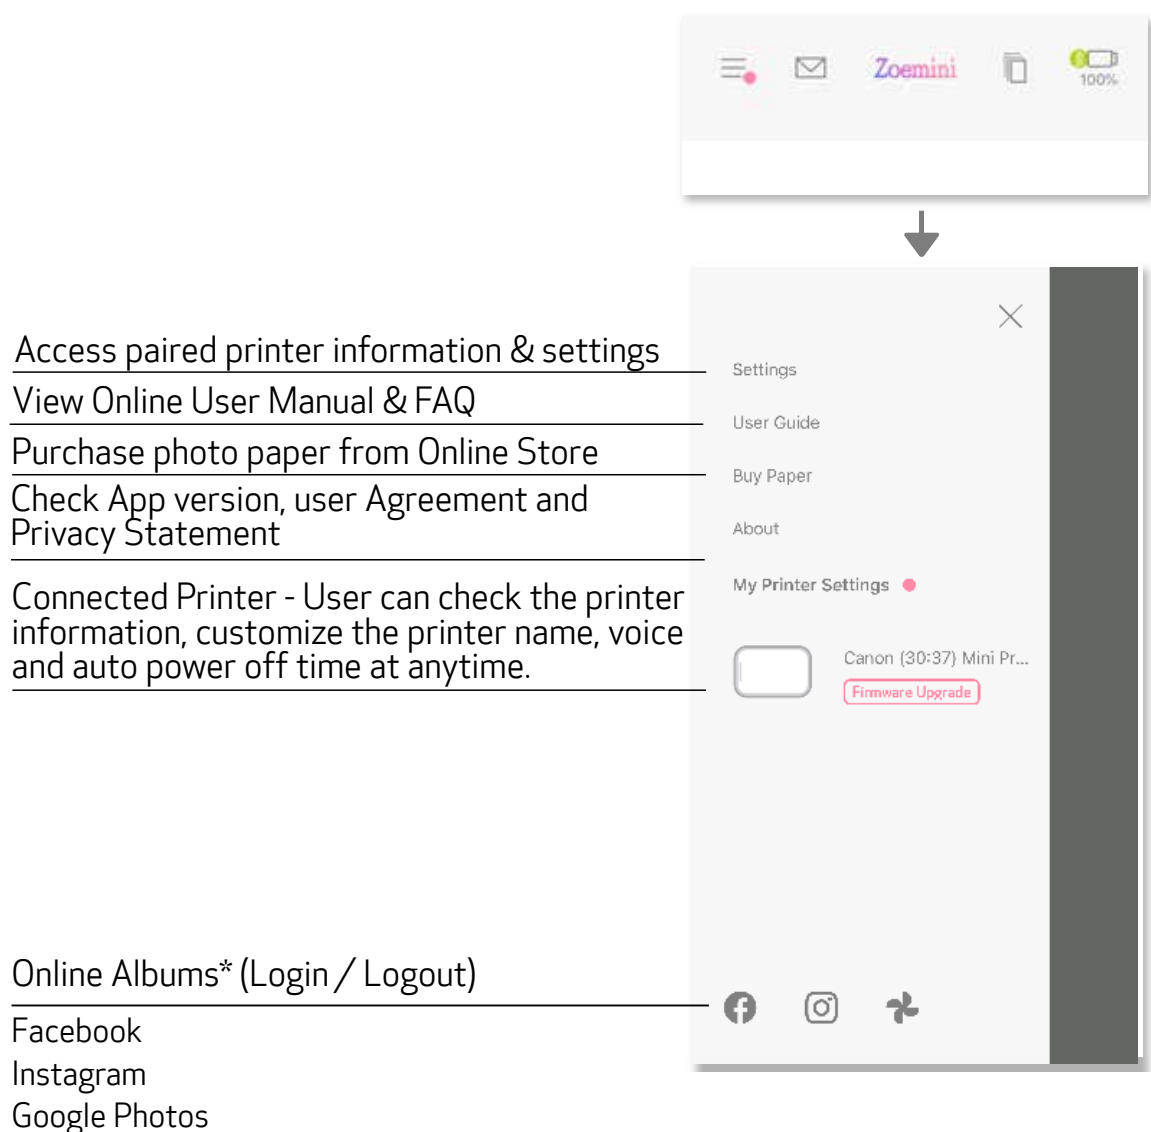 Zoemini
100%
Access paired printer information & settings
Settings
View Online User Manual & FAQ
User Guide
Purchase photo paper from Online Store
Buy Paper
Check App version, user Agreement and
Privacy Statement
About
My Printer Settings
Connected Printer - User can check the printer
information, customize the printer name, voice
and auto power off time at anytime.
Canon (30:37) Mini Pr...
Firmware Upgrade
Online Albums* (Login / Logout)
Facebook
Instagram
Google Photos